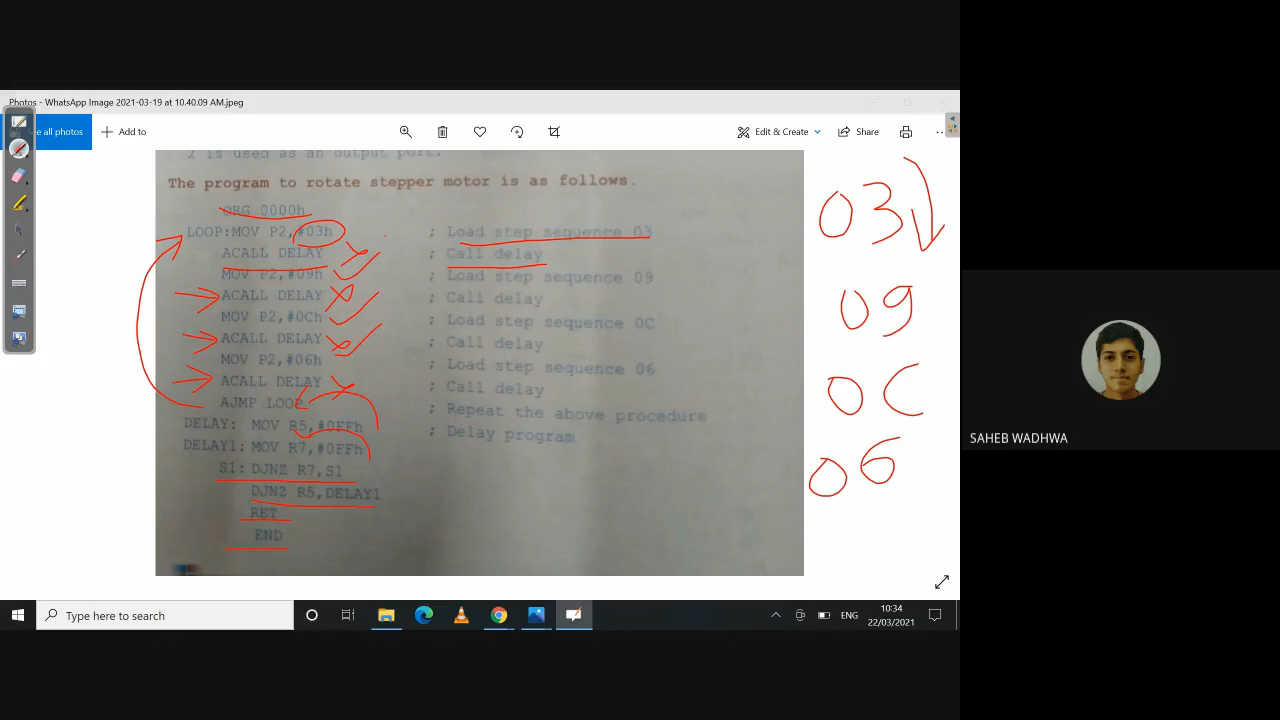 Photos - WhatsApp Image 2021-03-19 at 10.40.09 AM.jpeg
ee all photos
Add to
Edit & Create
Share
2 is used as an output port.
The program to rotate stepper motor is as follows.
ORG 0000h
LOOP:MOV P2,#03h ; Load step sequence 03
ACALL DELAY ; Call delay
MOV P2,#09h ; Load step sequence 09
ACALL DELAY ; Call delay
MOV P2,#0Ch ; Load step sequence 0C
ACALL DELAY ; Call delay
MOV P2,#06h ; Load step sequence 06
ACALL DELAY ; Call delay
AJMP LOOP ; Repeat the above procedure
DELAY: MOV R5,#0FFh ; Delay program
DELAY1: MOV R7,#0FFh
S1: DJNZ R7,S1
DJNZ R5,DELAY1
RET
END
03
09
0C
06
SAHEB WADHWA
Type here to search
ENG
10:34
22/03/2021